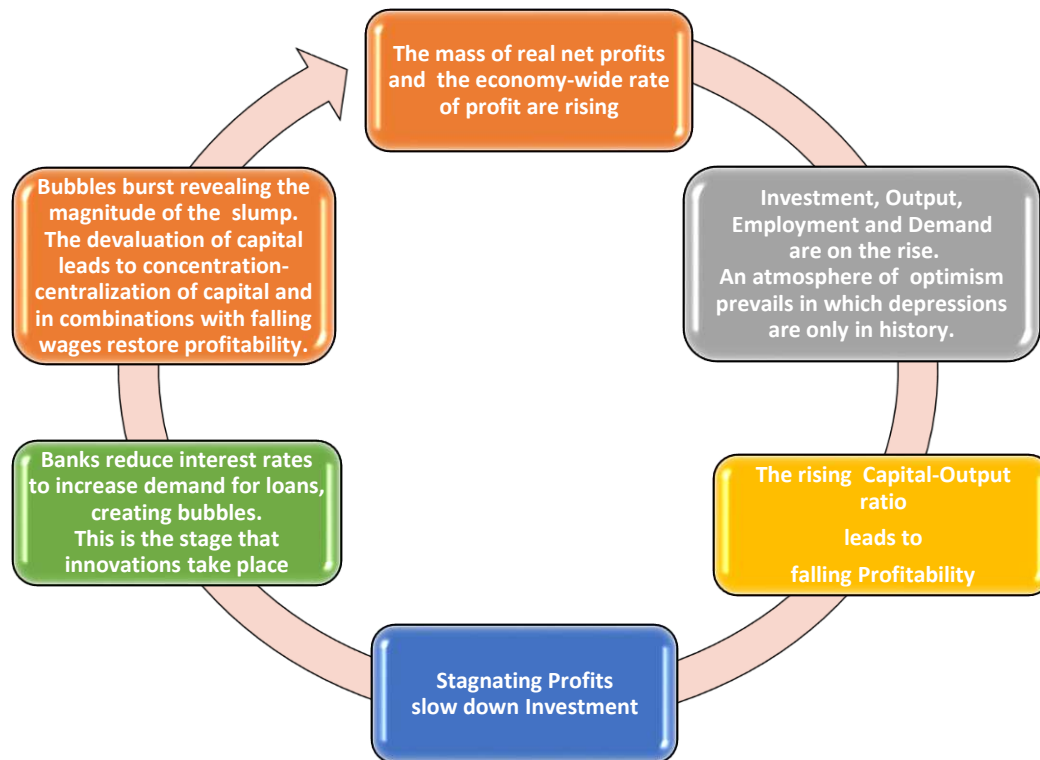 The mass of real net profits
and the economy-wide rate
of profit are rising
Investment, Output,
Employment and Demand
are on the rise.
An atmosphere of optimism
prevails in which depressions
are only in history.
The rising Capital-Output
ratio
leads to
falling Profitability
Stagnating Profits
slow down Investment
Banks reduce interest rates
to increase demand for loans,
creating bubbles.
This is the stage that
innovations take place
Bubbles burst revealing the
magnitude of the slump.
The devaluation of capital
leads to concentration-
centralization of capital and
in combinations with falling
wages restore profitability.